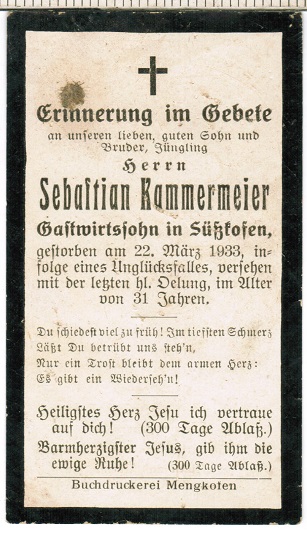 Erinnerung im Gebete
an unseren lieben, guten Sohn und
Bruder, Jüngling
Herrn
Sebastian Kammermeier
Gastwirtssohn in Süßkofen,
gestorben am 22. März 1933, in-
folge eines Unglücksfalles, versehen
mit der letzten hl. Oelung, im Alter
von 31 Jahren.
Du schiedest viel zu früh! Im tiefsten Schmerz
Läßt Du betrübt uns steh'n,
Nur ein Trost bleibt dem armen Herz:
Es gibt ein Wiederseh'n!
Heiligstes Herz Jesu ich vertraue
auf dich! (300 Tage Ablaß.)
Barmherzigster Jesus, gib ihm die
ewige Ruhe! (300 Tage Ablaß.)
Buchdruckerei Mengkofen